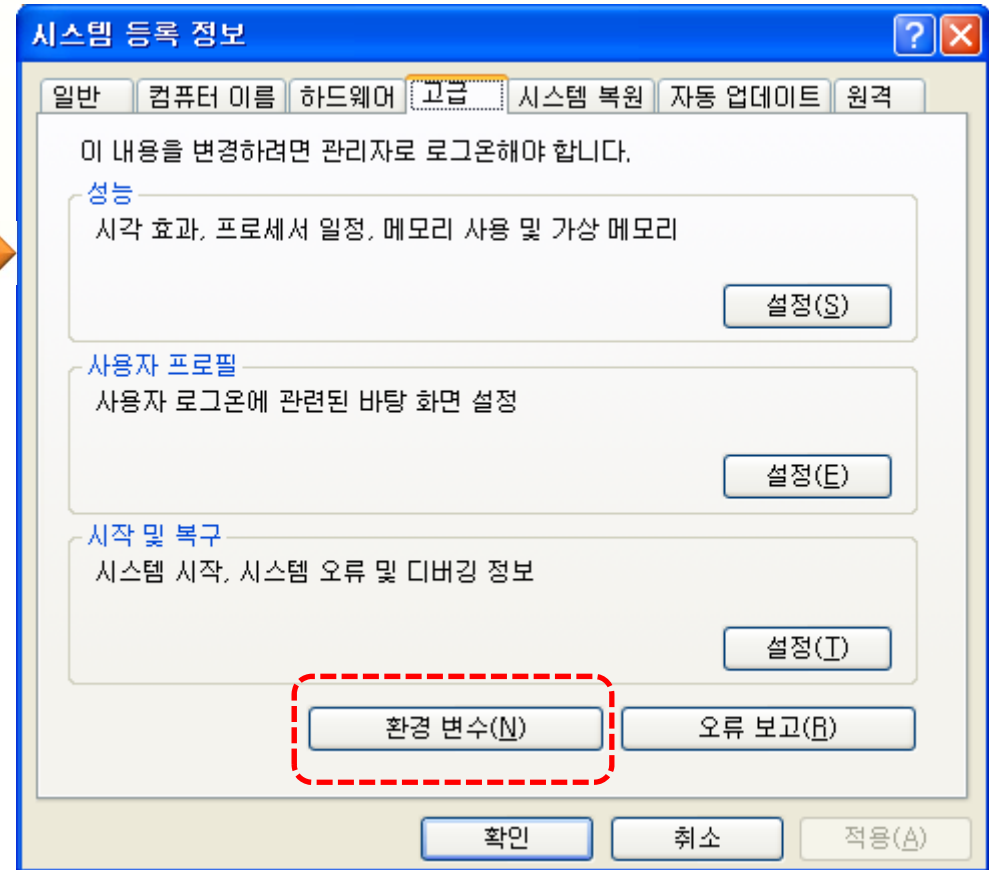 시스템 등록 정보
일반 컴퓨터 이름 하드웨어 고급 시스템 복원 자동 업데이트 원격
이 내용을 변경하려면 관리자로 로그온해야 합니다.
성능
시각 효과, 프로세서 일정, 메모리 사용 및 가상 메모리
설정(S)
사용자 프로필
사용자 로그온에 관련된 바탕 화면 설정
설정(E)
시작 및 복구
시스템 시작, 시스템 오류 및 디버깅 정보
설정(T)
환경 변수(N) 오류 보고(R)
확인 취소 적용(A)